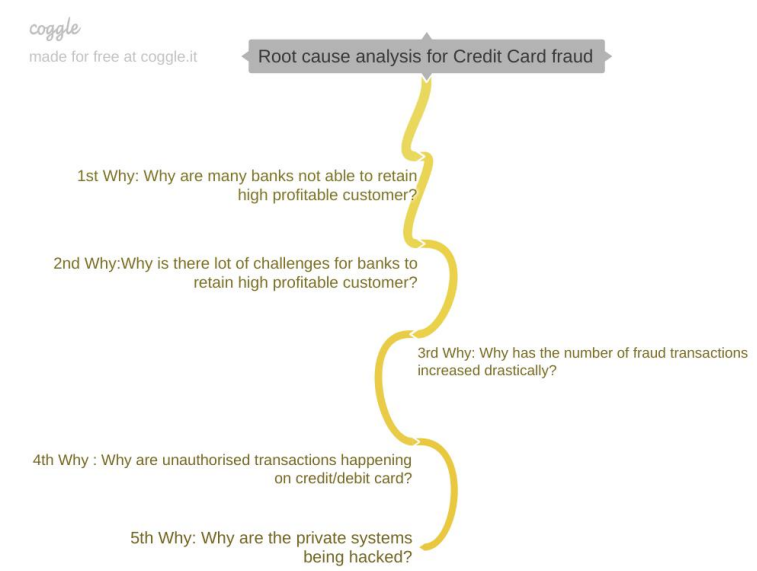 coggle
made for free at coggle.it
Root cause analysis for Credit Card fraud
1st Why: Why are many banks not able to retain
high profitable customer?
2nd Why:Why is there lot of challenges for banks to
retain high profitable customer?
3rd Why: Why has the number of fraud transactions
increased drastically?
4th Why : Why are unauthorised transactions happening
on credit/debit card?
5th Why: Why are the private systems
being hacked?